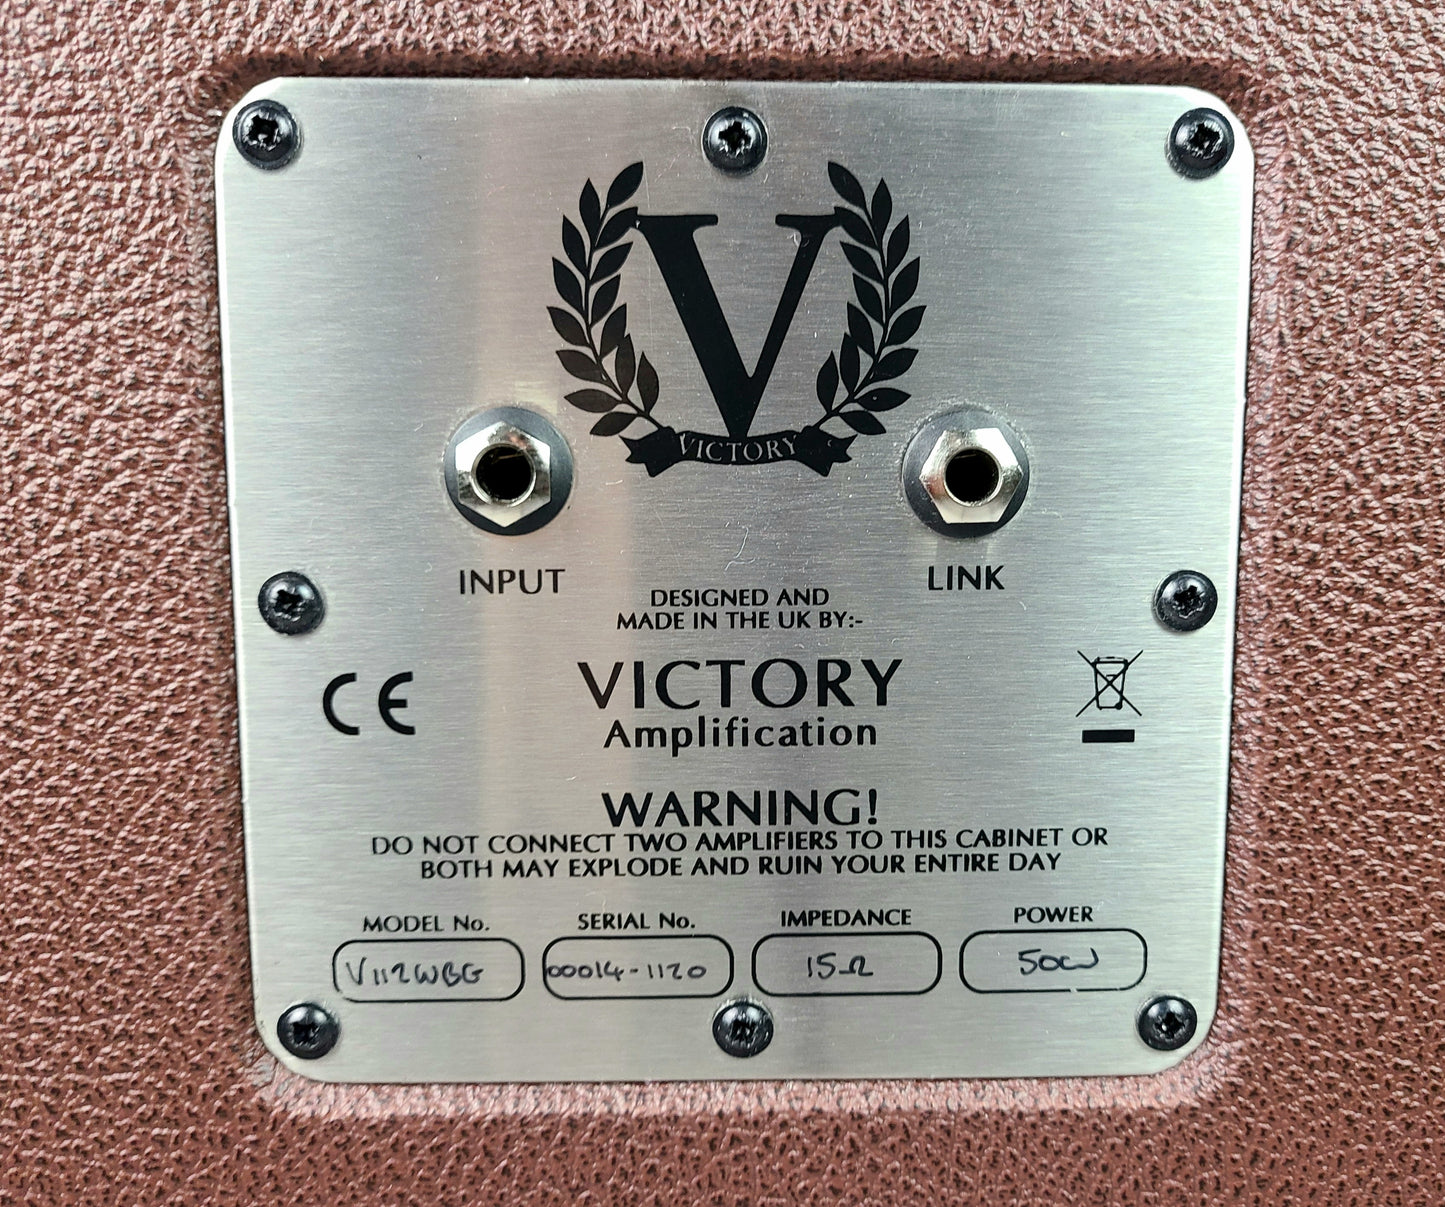 V
VICTORY
INPUT
LINK
DESIGNED AND
MADE IN THE UK BY:-
CE
VICTORY
Amplification
WARNING!
DO NOT CONNECT TWO AMPLIFIERS TO THIS CABINET OR
BOTH MAY EXPLODE AND RUIN YOUR ENTIRE DAY
MODEL No. SERIAL No. IMPEDANCE POWER
V112WBG 00014-1120 15Ω 50W